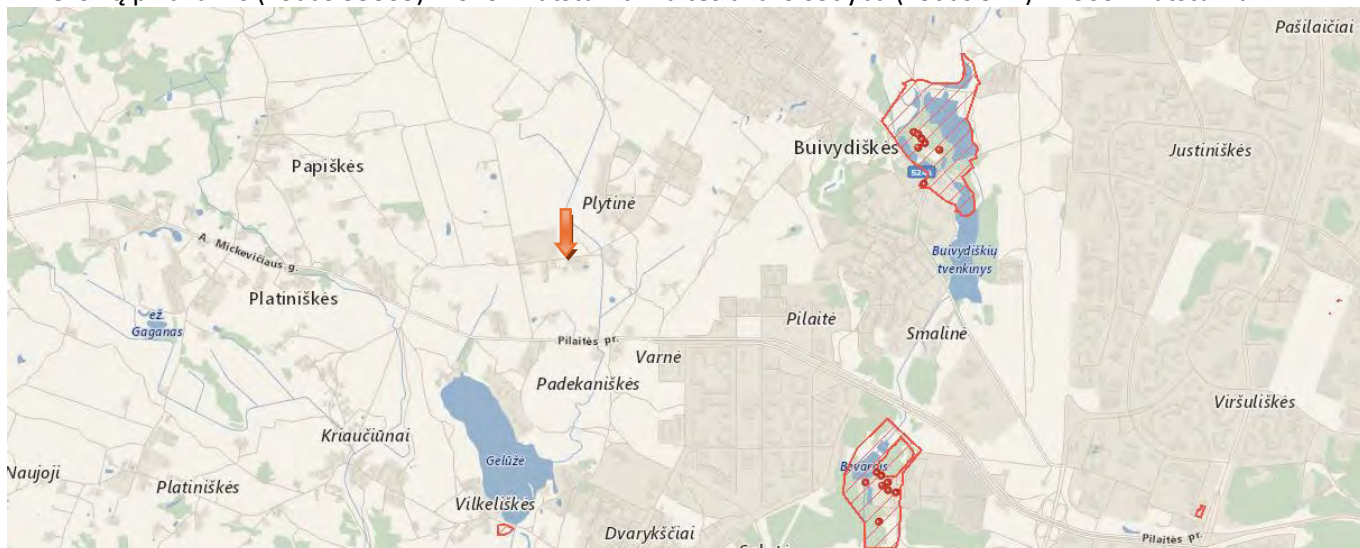 Pašilaičiai
Buivydiškės
Justiniškės
Papiškės
5241
Plytinė
A. Mickevičiaus g.
Buivydiškių
tvenkinys
Platiniškės
ež.
Gaganas
Pilaitė
Smalinė
Pilaitės pr.
Varnė
Padekaniškės
Viršuliškės
Kriaučiūnai
Gelūžė
Naujoji
Platiniškės
Vilkeliškės
Dvarykščiai
Pilaitės pr.